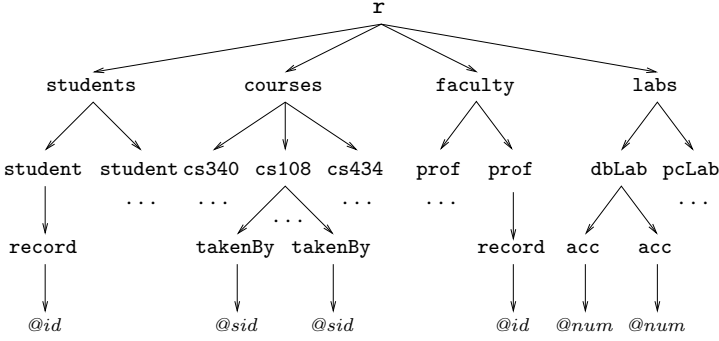 r
students courses faculty labs
student student cs340 cs108 cs434 prof prof dbLab pcLab
... ... ... ... ...
...
record takenBy takenBy record acc acc
@id @sid @sid @id @num @num